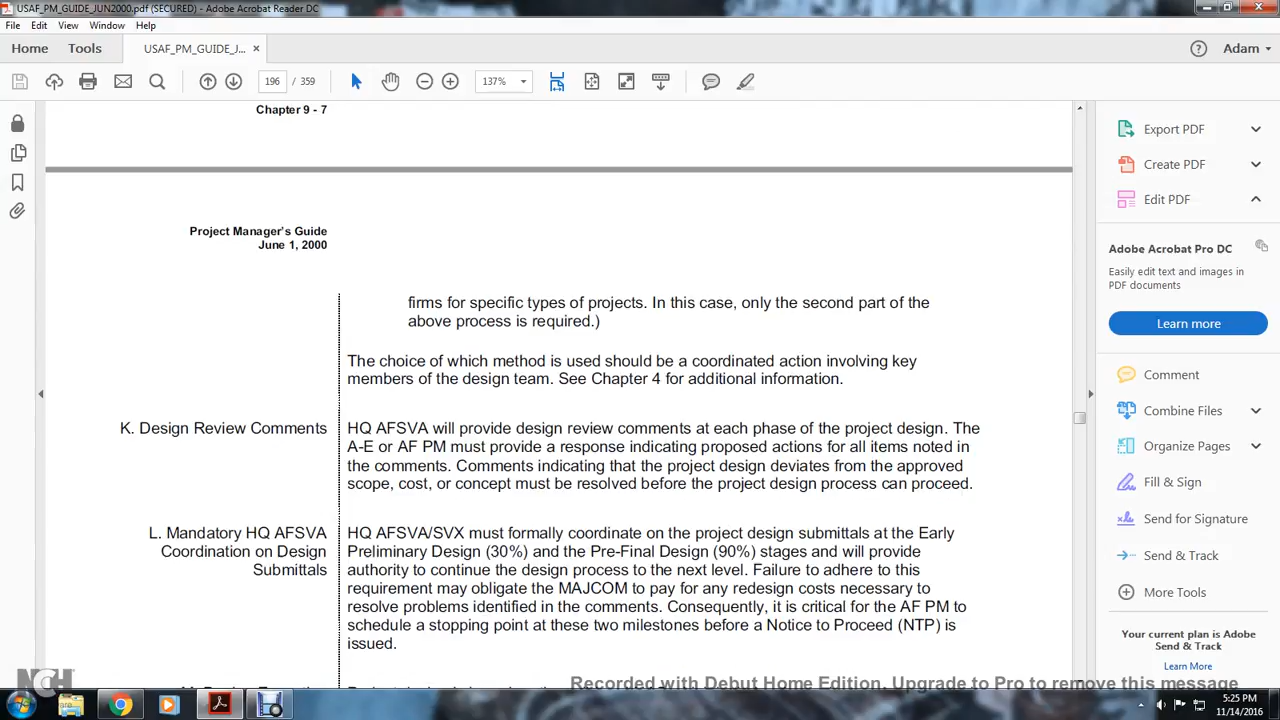 USAF_PM_GUIDE_JUN2000.pdf (SECURED) - Adobe Acrobat Reader DC
File Edit View Window Help
Home Tools USAF_PM_GUIDE_J... × Adam
196 / 359 137%
Chapter 9 - 7
Project Manager's Guide
June 1, 2000
firms for specific types of projects. In this case, only the second part of the
above process is required.)
The choice of which method is used should be a coordinated action involving key
members of the design team. See Chapter 4 for additional information.
K. Design Review Comments
HQ AFSVA will provide design review comments at each phase of the project design. The
A-E or AF PM must provide a response indicating proposed actions for all items noted in
the comments. Comments indicating that the project design deviates from the approved
scope, cost, or concept must be resolved before the project design process can proceed.
L. Mandatory HQ AFSVA
Coordination on Design
Submittals
HQ AFSVA/SVX must formally coordinate on the project design submittals at the Early
Preliminary Design (30%) and the Pre-Final Design (90%) stages and will provide
authority to continue the design process to the next level. Failure to adhere to this
requirement may obligate the MAJCOM to pay for any redesign costs necessary to
resolve problems identified in the comments. Consequently, it is critical for the AF PM to
schedule a stopping point at these two milestones before a Notice to Proceed (NTP) is
issued.
Export PDF
Create PDF
Edit PDF
Adobe Acrobat Pro DC
Easily edit text and images in
PDF documents
Learn more
Comment
Combine Files
Organize Pages
Fill & Sign
Send for Signature
Send & Track
More Tools
Your current plan is Adobe
Send & Track
Learn More
NCH
Recorded with Debut Home Edition. Upgrade to Pro to remove this message
5:25 PM
11/14/2016